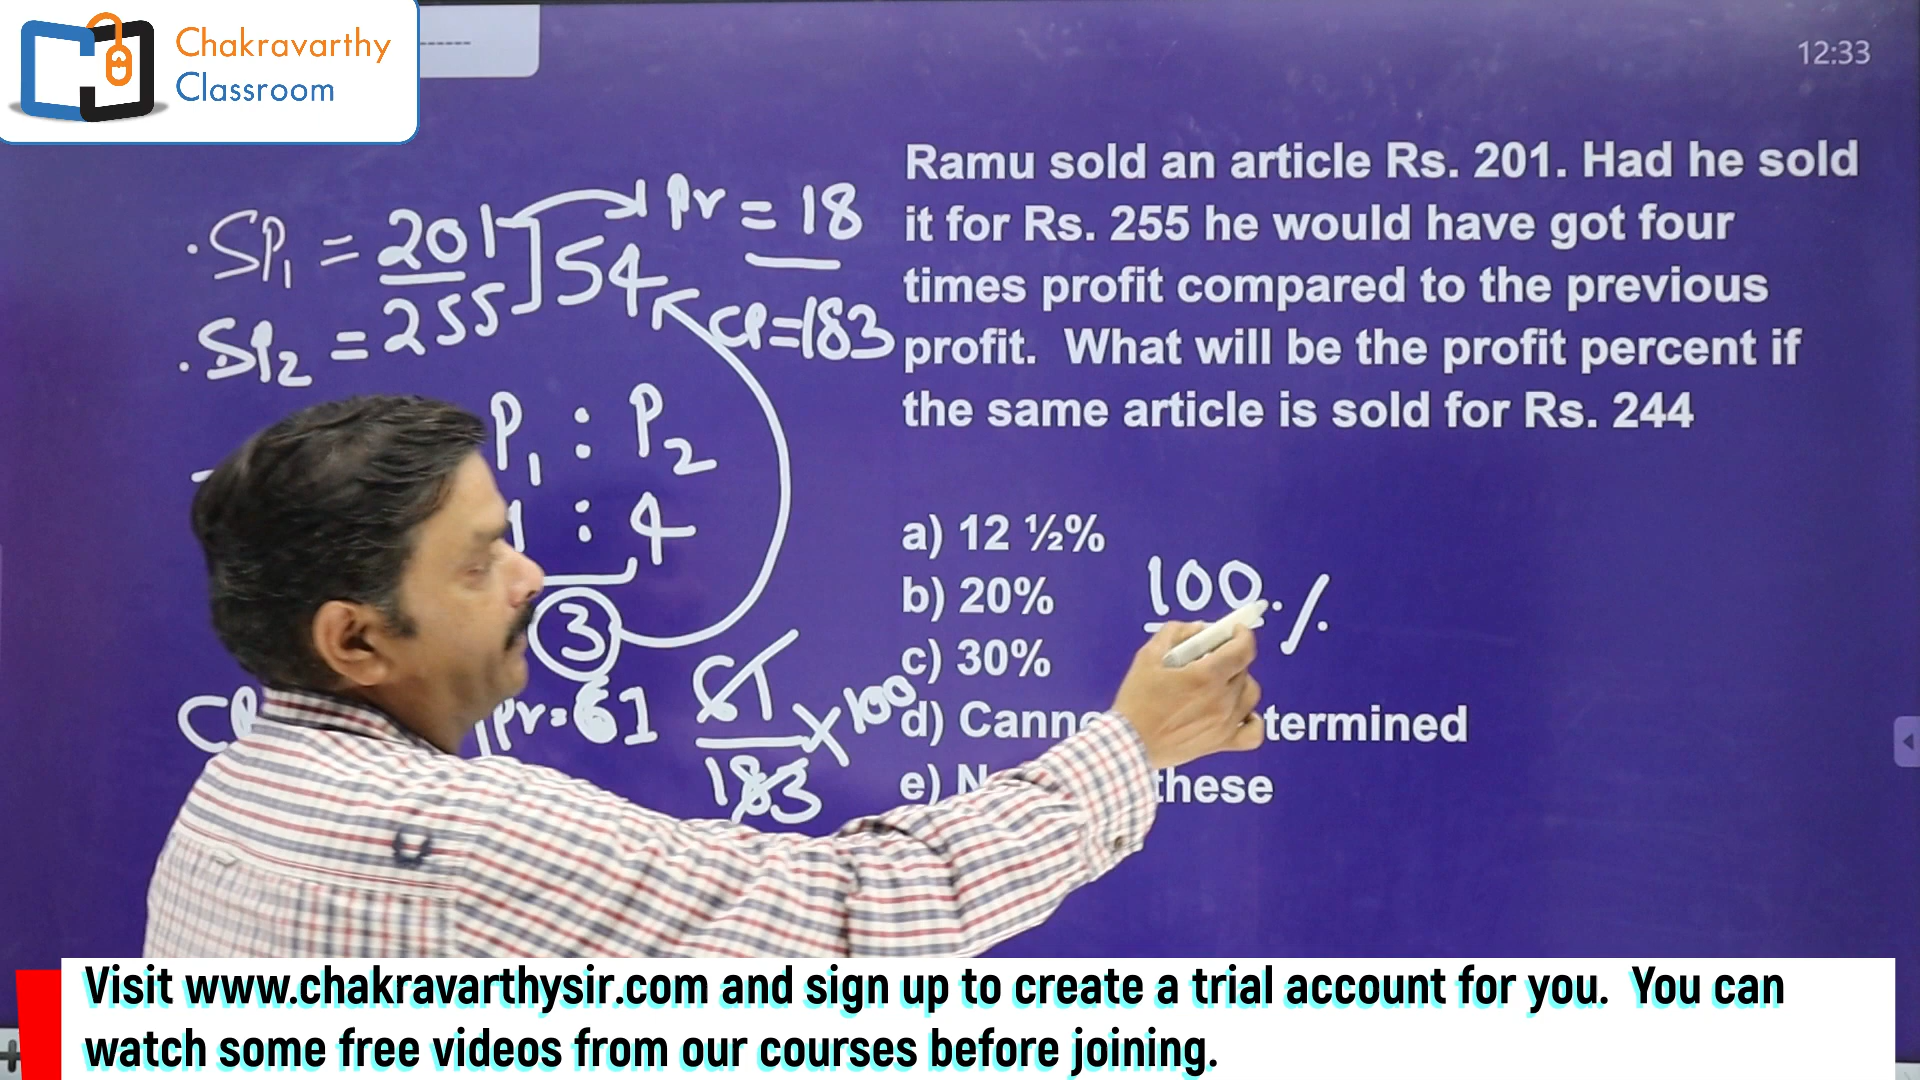 Chakravarthy
Classroom
12:33
Ramu sold an article Rs. 201. Had he sold
it for Rs. 255 he would have got four
times profit compared to the previous
profit. What will be the profit percent if
the same article is sold for Rs. 244
a) 12 ½%
b) 20%
c) 30%
d) termined
e) these
.SP1 = 201
.SP2 = 255
54
Pr = 18
CP=183
P1 : P2
: 4
3
Pr=61
61
183
×100
100 %
Visit www.chakravarthysir.com and sign up to create a trial account for you. You can
watch some free videos from our courses before joining.